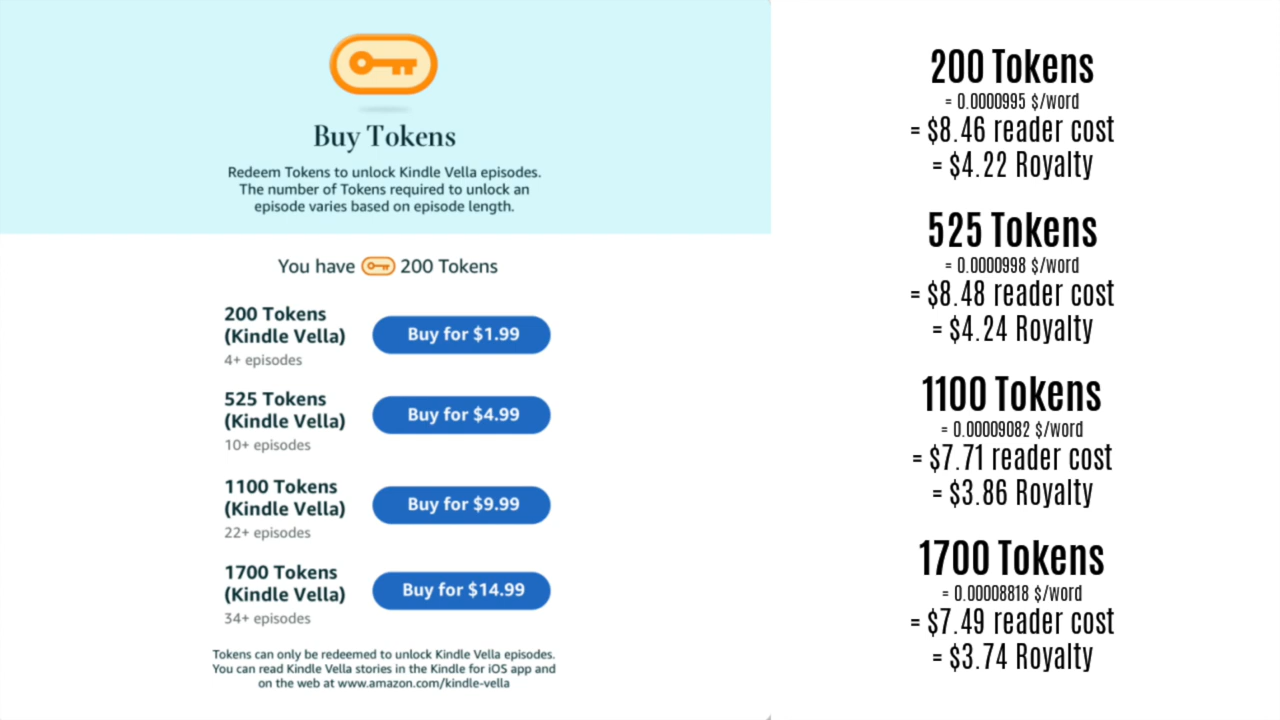 Buy Tokens
Redeem Tokens to unlock Kindle Vella episodes.
The number of Tokens required to unlock an
episode varies based on episode length.
You have 200 Tokens
200 Tokens
(Kindle Vella)
4+ episodes
Buy for $1.99
525 Tokens
(Kindle Vella)
10+ episodes
Buy for $4.99
1100 Tokens
(Kindle Vella)
22+ episodes
Buy for $9.99
1700 Tokens
(Kindle Vella)
34+ episodes
Buy for $14.99
Tokens can only be redeemed to unlock Kindle Vella episodes.
You can read Kindle Vella stories in the Kindle for iOS app and
on the web at www.amazon.com/kindle-vella
200 Tokens
= 0.0000995 $/word
= $8.46 reader cost
= $4.22 Royalty
525 Tokens
= 0.0000998 $/word
= $8.48 reader cost
= $4.24 Royalty
1100 Tokens
= 0.00009082 $/word
= $7.71 reader cost
= $3.86 Royalty
1700 Tokens
= 0.00008818 $/word
= $7.49 reader cost
= $3.74 Royalty